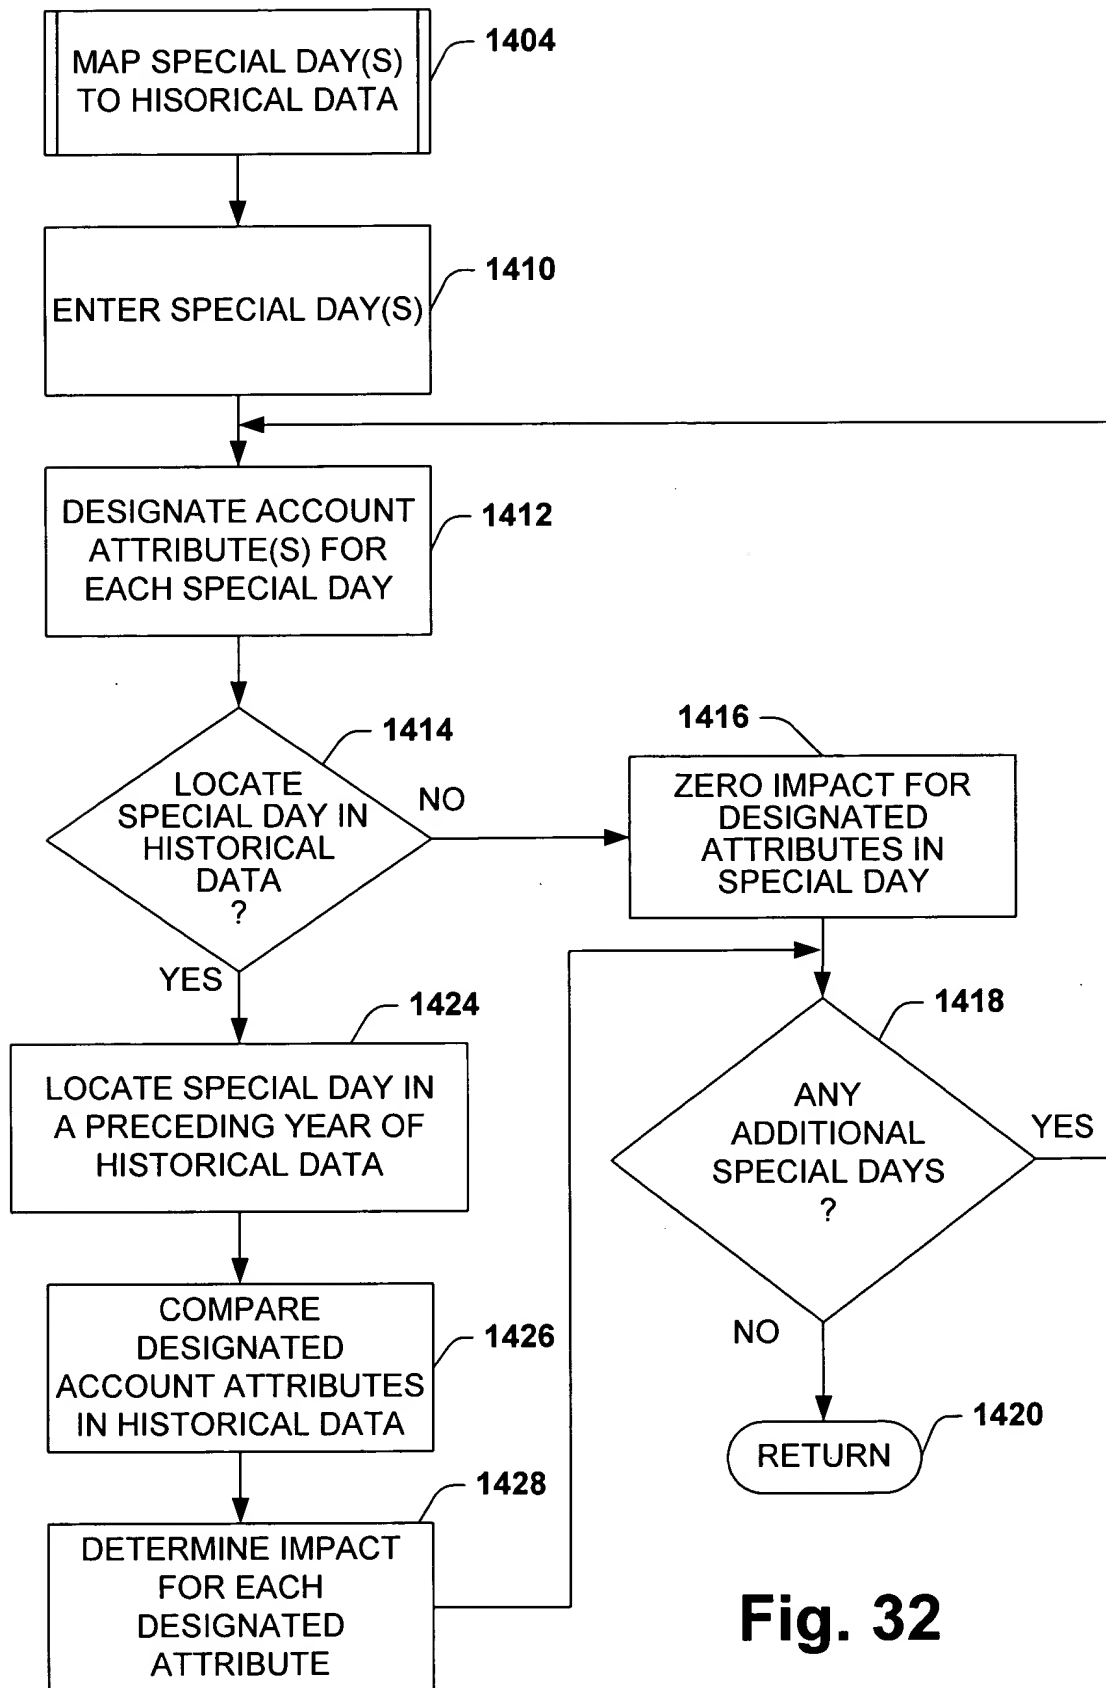 MAP SPECIAL DAY(S)
TO HISORICAL DATA
1404
ENTER SPECIAL DAY(S)
1410
DESIGNATE ACCOUNT
ATTRIBUTE(S) FOR
EACH SPECIAL DAY
1412
LOCATE
SPECIAL DAY IN
HISTORICAL
DATA
?
1414
NO
YES
1416
ZERO IMPACT FOR
DESIGNATED
ATTRIBUTES IN
SPECIAL DAY
1424
LOCATE SPECIAL DAY IN
A PRECEDING YEAR OF
HISTORICAL DATA
1418
ANY
ADDITIONAL
SPECIAL DAYS
?
YES
NO
COMPARE
DESIGNATED
ACCOUNT ATTRIBUTES
IN HISTORICAL DATA
1426
1420
RETURN
1428
DETERMINE IMPACT
FOR EACH
DESIGNATED
ATTRIBUTE
Fig. 32